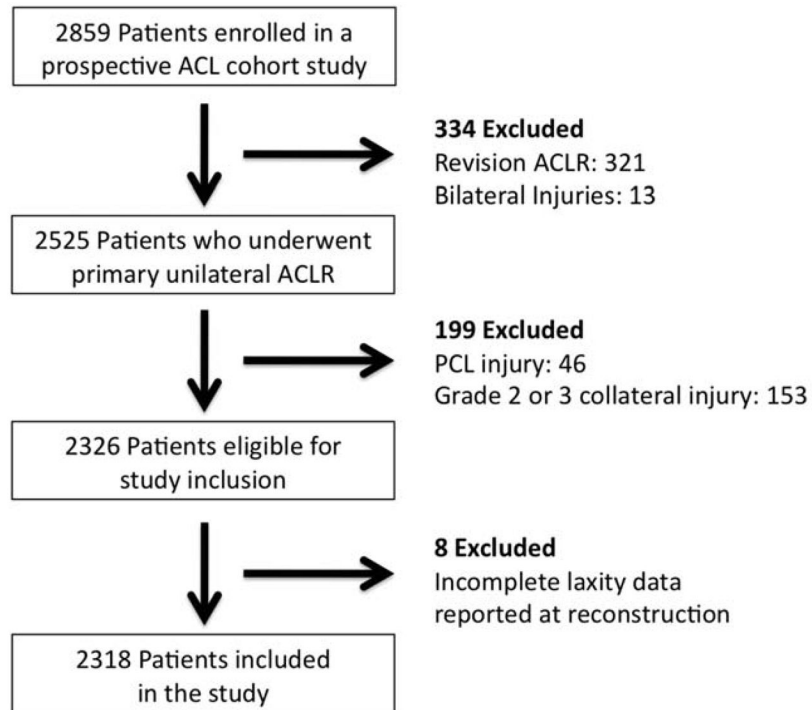 2859 Patients enrolled in a
prospective ACL cohort study
334 Excluded
Revision ACLR: 321
Bilateral Injuries: 13
2525 Patients who underwent
primary unilateral ACLR
199 Excluded
PCL injury: 46
Grade 2 or 3 collateral injury: 153
2326 Patients eligible for
study inclusion
8 Excluded
Incomplete laxity data
reported at reconstruction
2318 Patients included
in the study